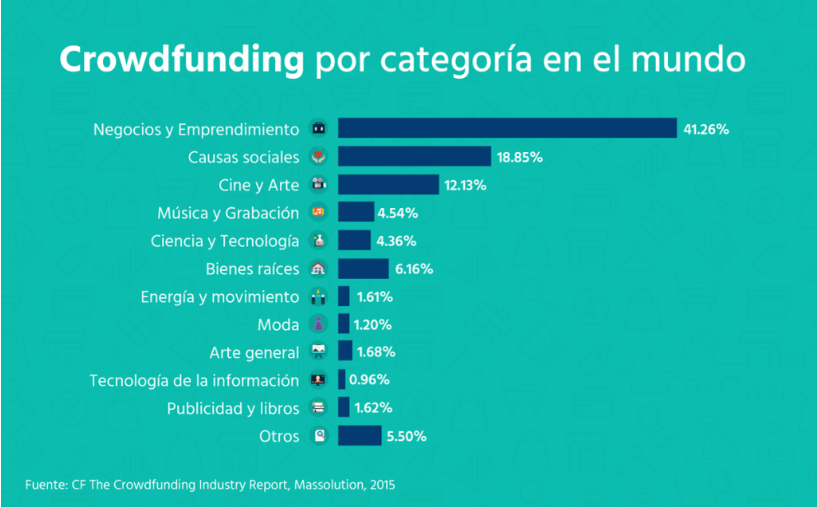 Crowdfunding por categoría en el mundo
Negocios y Emprendimiento 41.26%
Causas sociales 18.85%
Cine y Arte 12.13%
Música y Grabación 4.54%
Ciencia y Tecnología 4.36%
Bienes raíces 6.16%
Energía y movimiento 1.61%
Moda 1.20%
Arte general 1.68%
Tecnología de la información 0.96%
Publicidad y libros 1.62%
Otros 5.50%
Fuente: CF The Crowdfunding Industry Report, Massolution, 2015